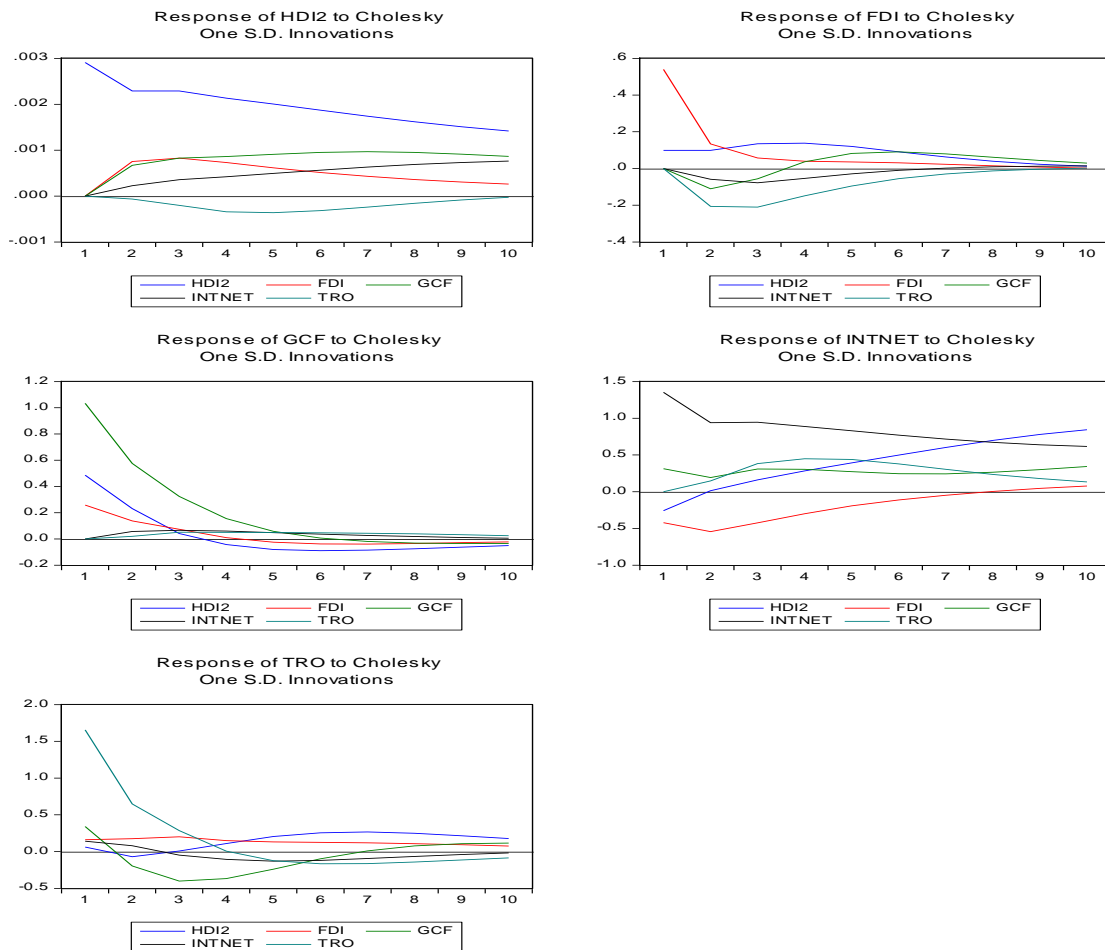 Response of HDI2 to Cholesky
One S.D. Innovations
.003
.002
.001
.000
-.001
1 2 3 4 5 6 7 8 9 10
HDI2 FDI GCF
INTNET TRO
Response of FDI to Cholesky
One S.D. Innovations
.6
.4
.2
.0
-.2
-.4
1 2 3 4 5 6 7 8 9 10
HDI2 FDI GCF
INTNET TRO
Response of GCF to Cholesky
One S.D. Innovations
1.2
1.0
0.8
0.6
0.4
0.2
0.0
-0.2
1 2 3 4 5 6 7 8 9 10
HDI2 FDI GCF
INTNET TRO
Response of INTNET to Cholesky
One S.D. Innovations
1.5
1.0
0.5
0.0
-0.5
-1.0
1 2 3 4 5 6 7 8 9 10
HDI2 FDI GCF
INTNET TRO
Response of TRO to Cholesky
One S.D. Innovations
2.0
1.5
1.0
0.5
0.0
-0.5
1 2 3 4 5 6 7 8 9 10
HDI2 FDI GCF
INTNET TRO